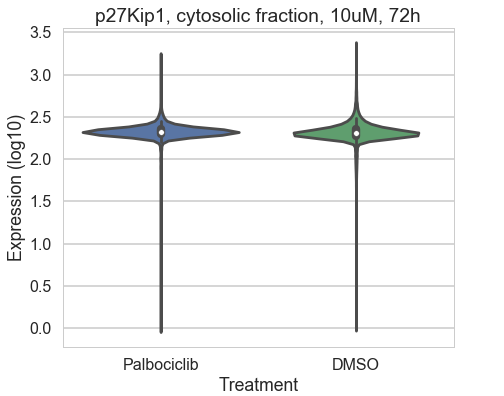 p27Kip1, cytosolic fraction, 10uM, 72h
3.5
3.0
2.5
2.0
1.5
1.0
0.5
0.0
Expression (log10)
Palbociclib
DMSO
Treatment